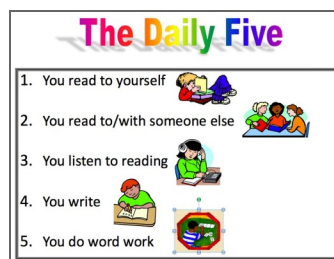 The Daily Five
1. You read to yourself
2. You read to/with someone else
3. You listen to reading
4. You write
5. You do word work